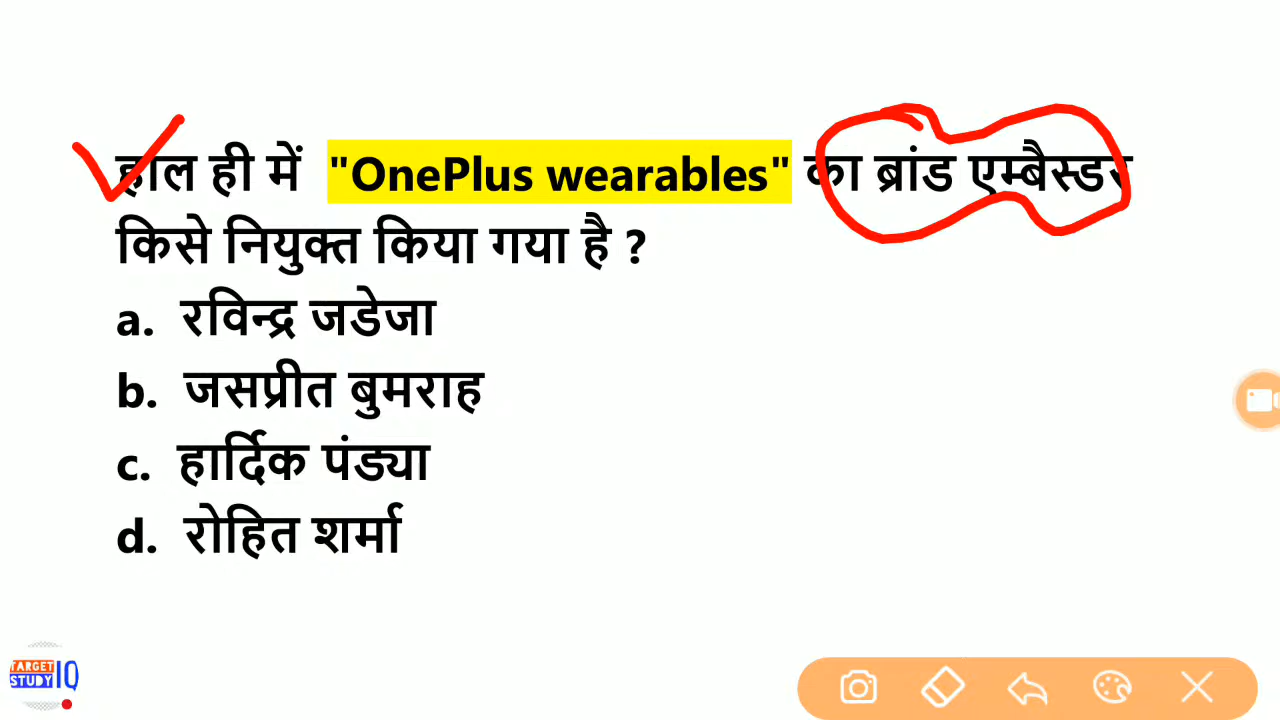 हाल ही में "OnePlus wearables" का ब्रांड एम्बैस्डर
किसे नियुक्त किया गया है ?
a. रविन्द्र जडेजा
b. जसप्रीत बुमराह
c. हार्दिक पंड्या
d. रोहित शर्मा
TARGET
STUDY IQ